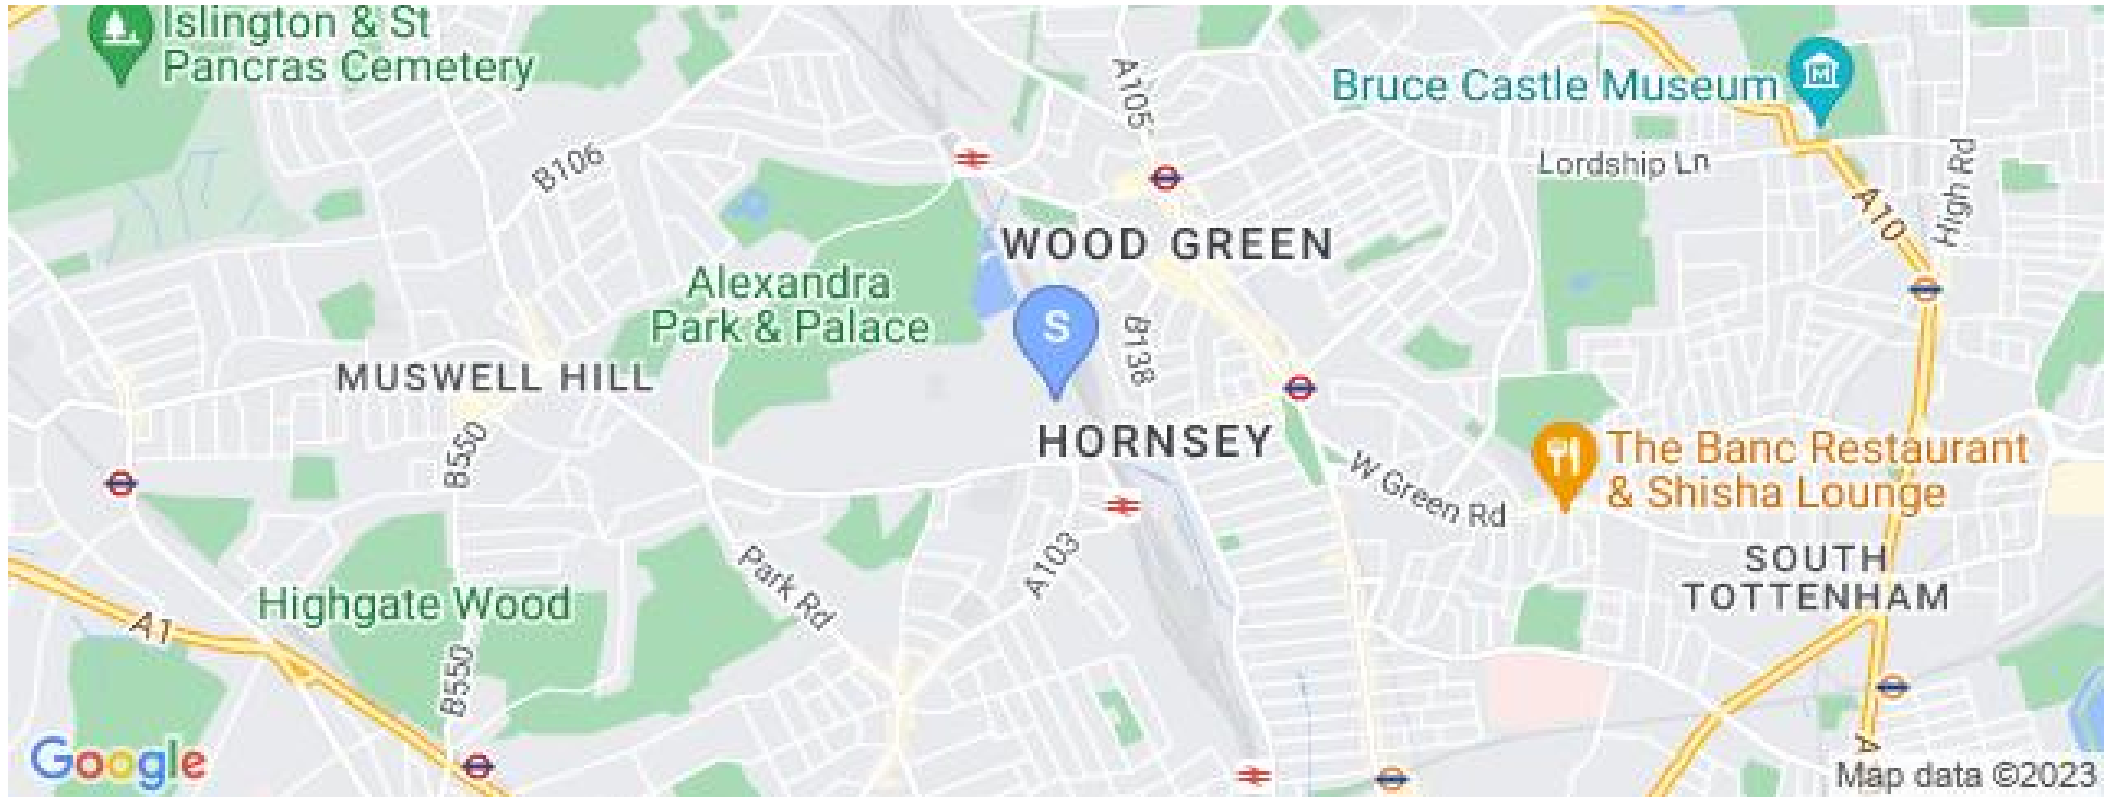 Islington & St
Pancras Cemetery
A105
Bruce Castle Museum
M
B106
Lordship Ln
High Rd
A10
WOOD GREEN
Alexandra
Park & Palace
S
B138
MUSWELL HILL
B550
HORNSEY
The Banc Restaurant
& Shisha Lounge
W Green Rd
SOUTH
TOTTENHAM
A103
Park Rd
Highgate Wood
A1
B550
A
Google
Map data ©2023